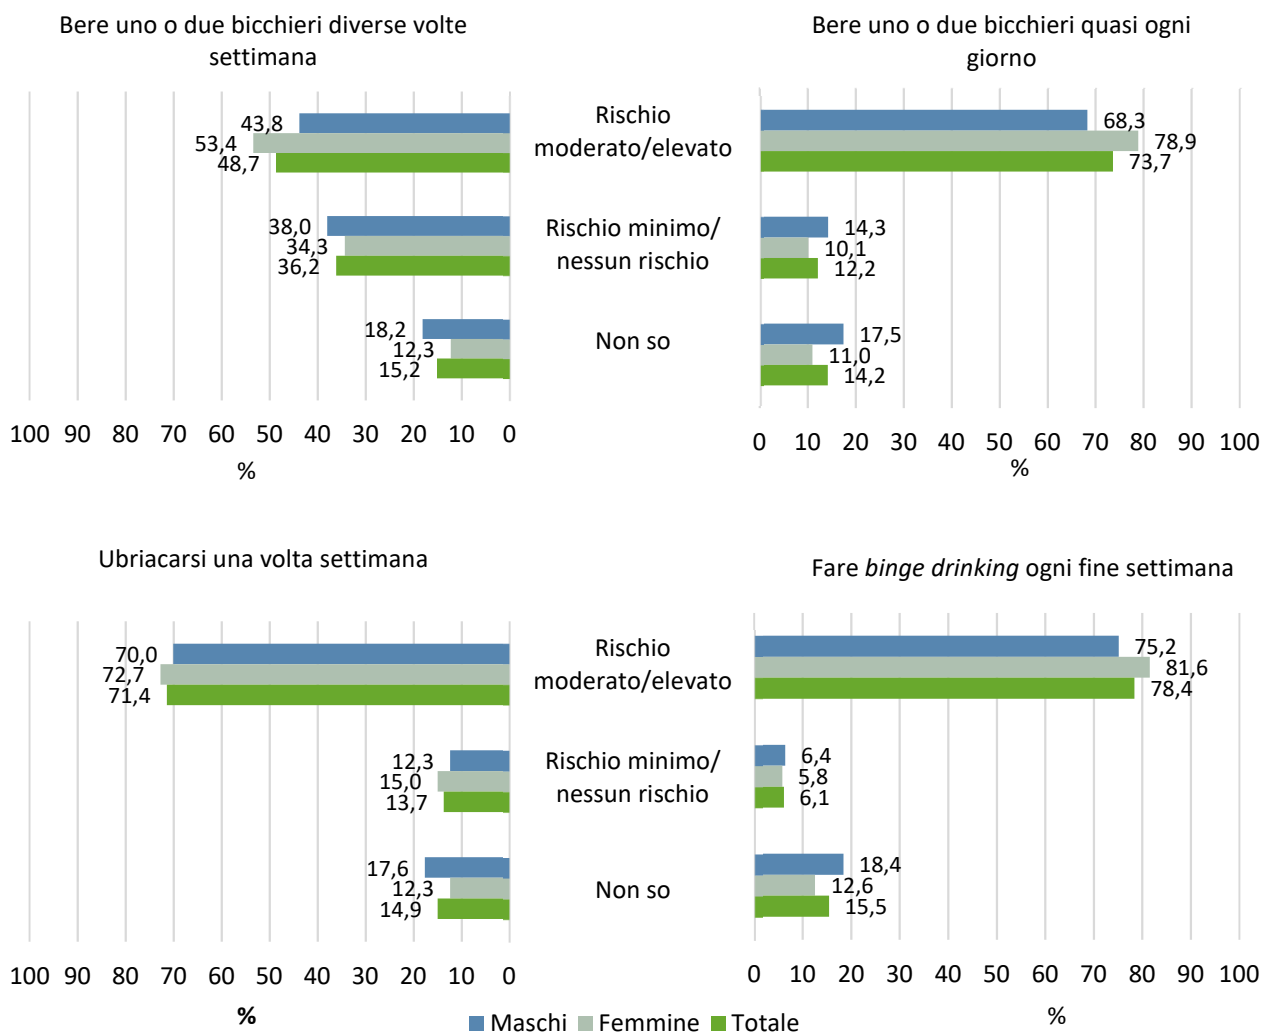 Bere uno o due bicchieri diverse volte
settimana
43,8
53,4
48,7
38,0
34,3
36,2
18,2
12,3
15,2
100 90 80 70 60 50 40 30 20 10 0
%
Rischio
moderato/elevato
Rischio minimo/
nessun rischio
Non so
Bere uno o due bicchieri quasi ogni
giorno
68,3
78,9
73,7
14,3
10,1
12,2
17,5
11,0
14,2
0 10 20 30 40 50 60 70 80 90 100
%
Ubriacarsi una volta settimana
70,0
72,7
71,4
12,3
15,0
13,7
17,6
12,3
14,9
100 90 80 70 60 50 40 30 20 10 0
%
Rischio
moderato/elevato
Rischio minimo/
nessun rischio
Non so
Fare binge drinking ogni fine settimana
75,2
81,6
78,4
6,4
5,8
6,1
18,4
12,6
15,5
0 10 20 30 40 50 60 70 80 90 100
%
Maschi Femmine Totale